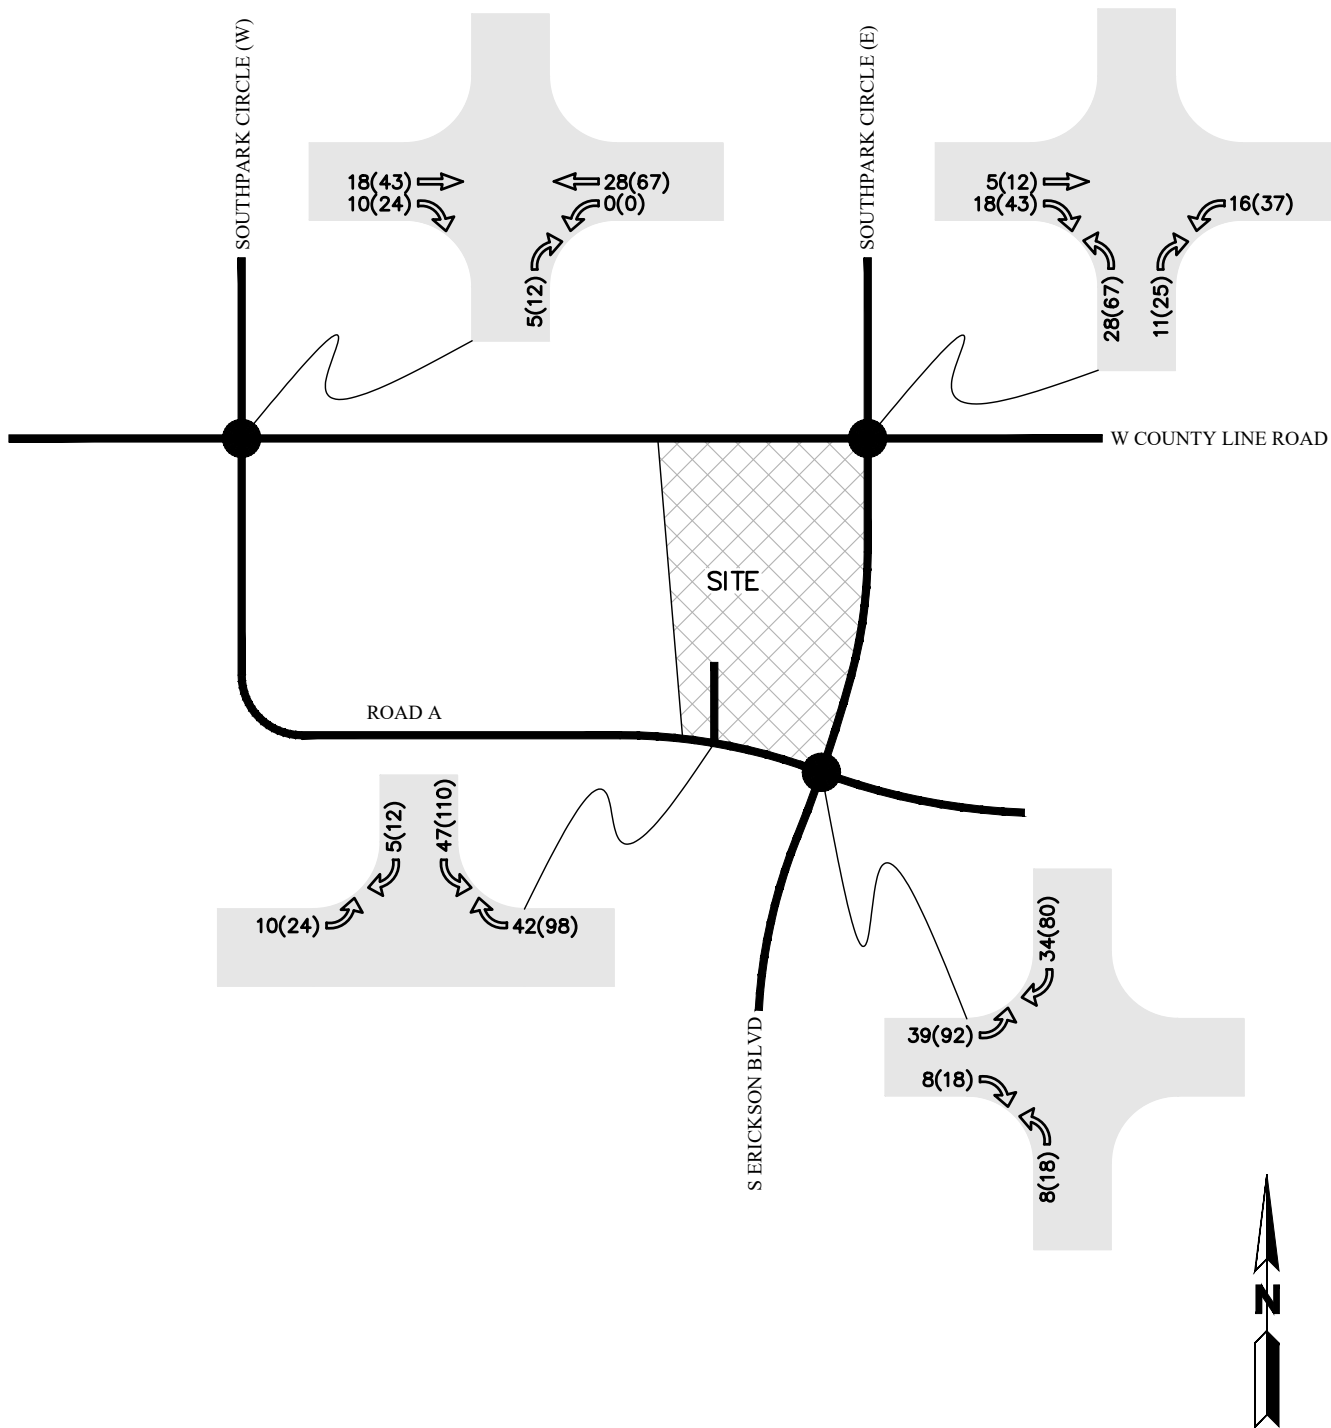 SOUTHPARK CIRCLE (W)
18(43)
10(24)
28(67)
0(0)
5(12)
SOUTHPARK CIRCLE (E)
5(12)
18(43)
16(37)
28(67)
11(25)
W COUNTY LINE ROAD
SITE
ROAD A
5(12)
47(110)
10(24)
42(98)
34(80)
39(92)
8(18)
8(18)
S ERICKSON BLVD
N